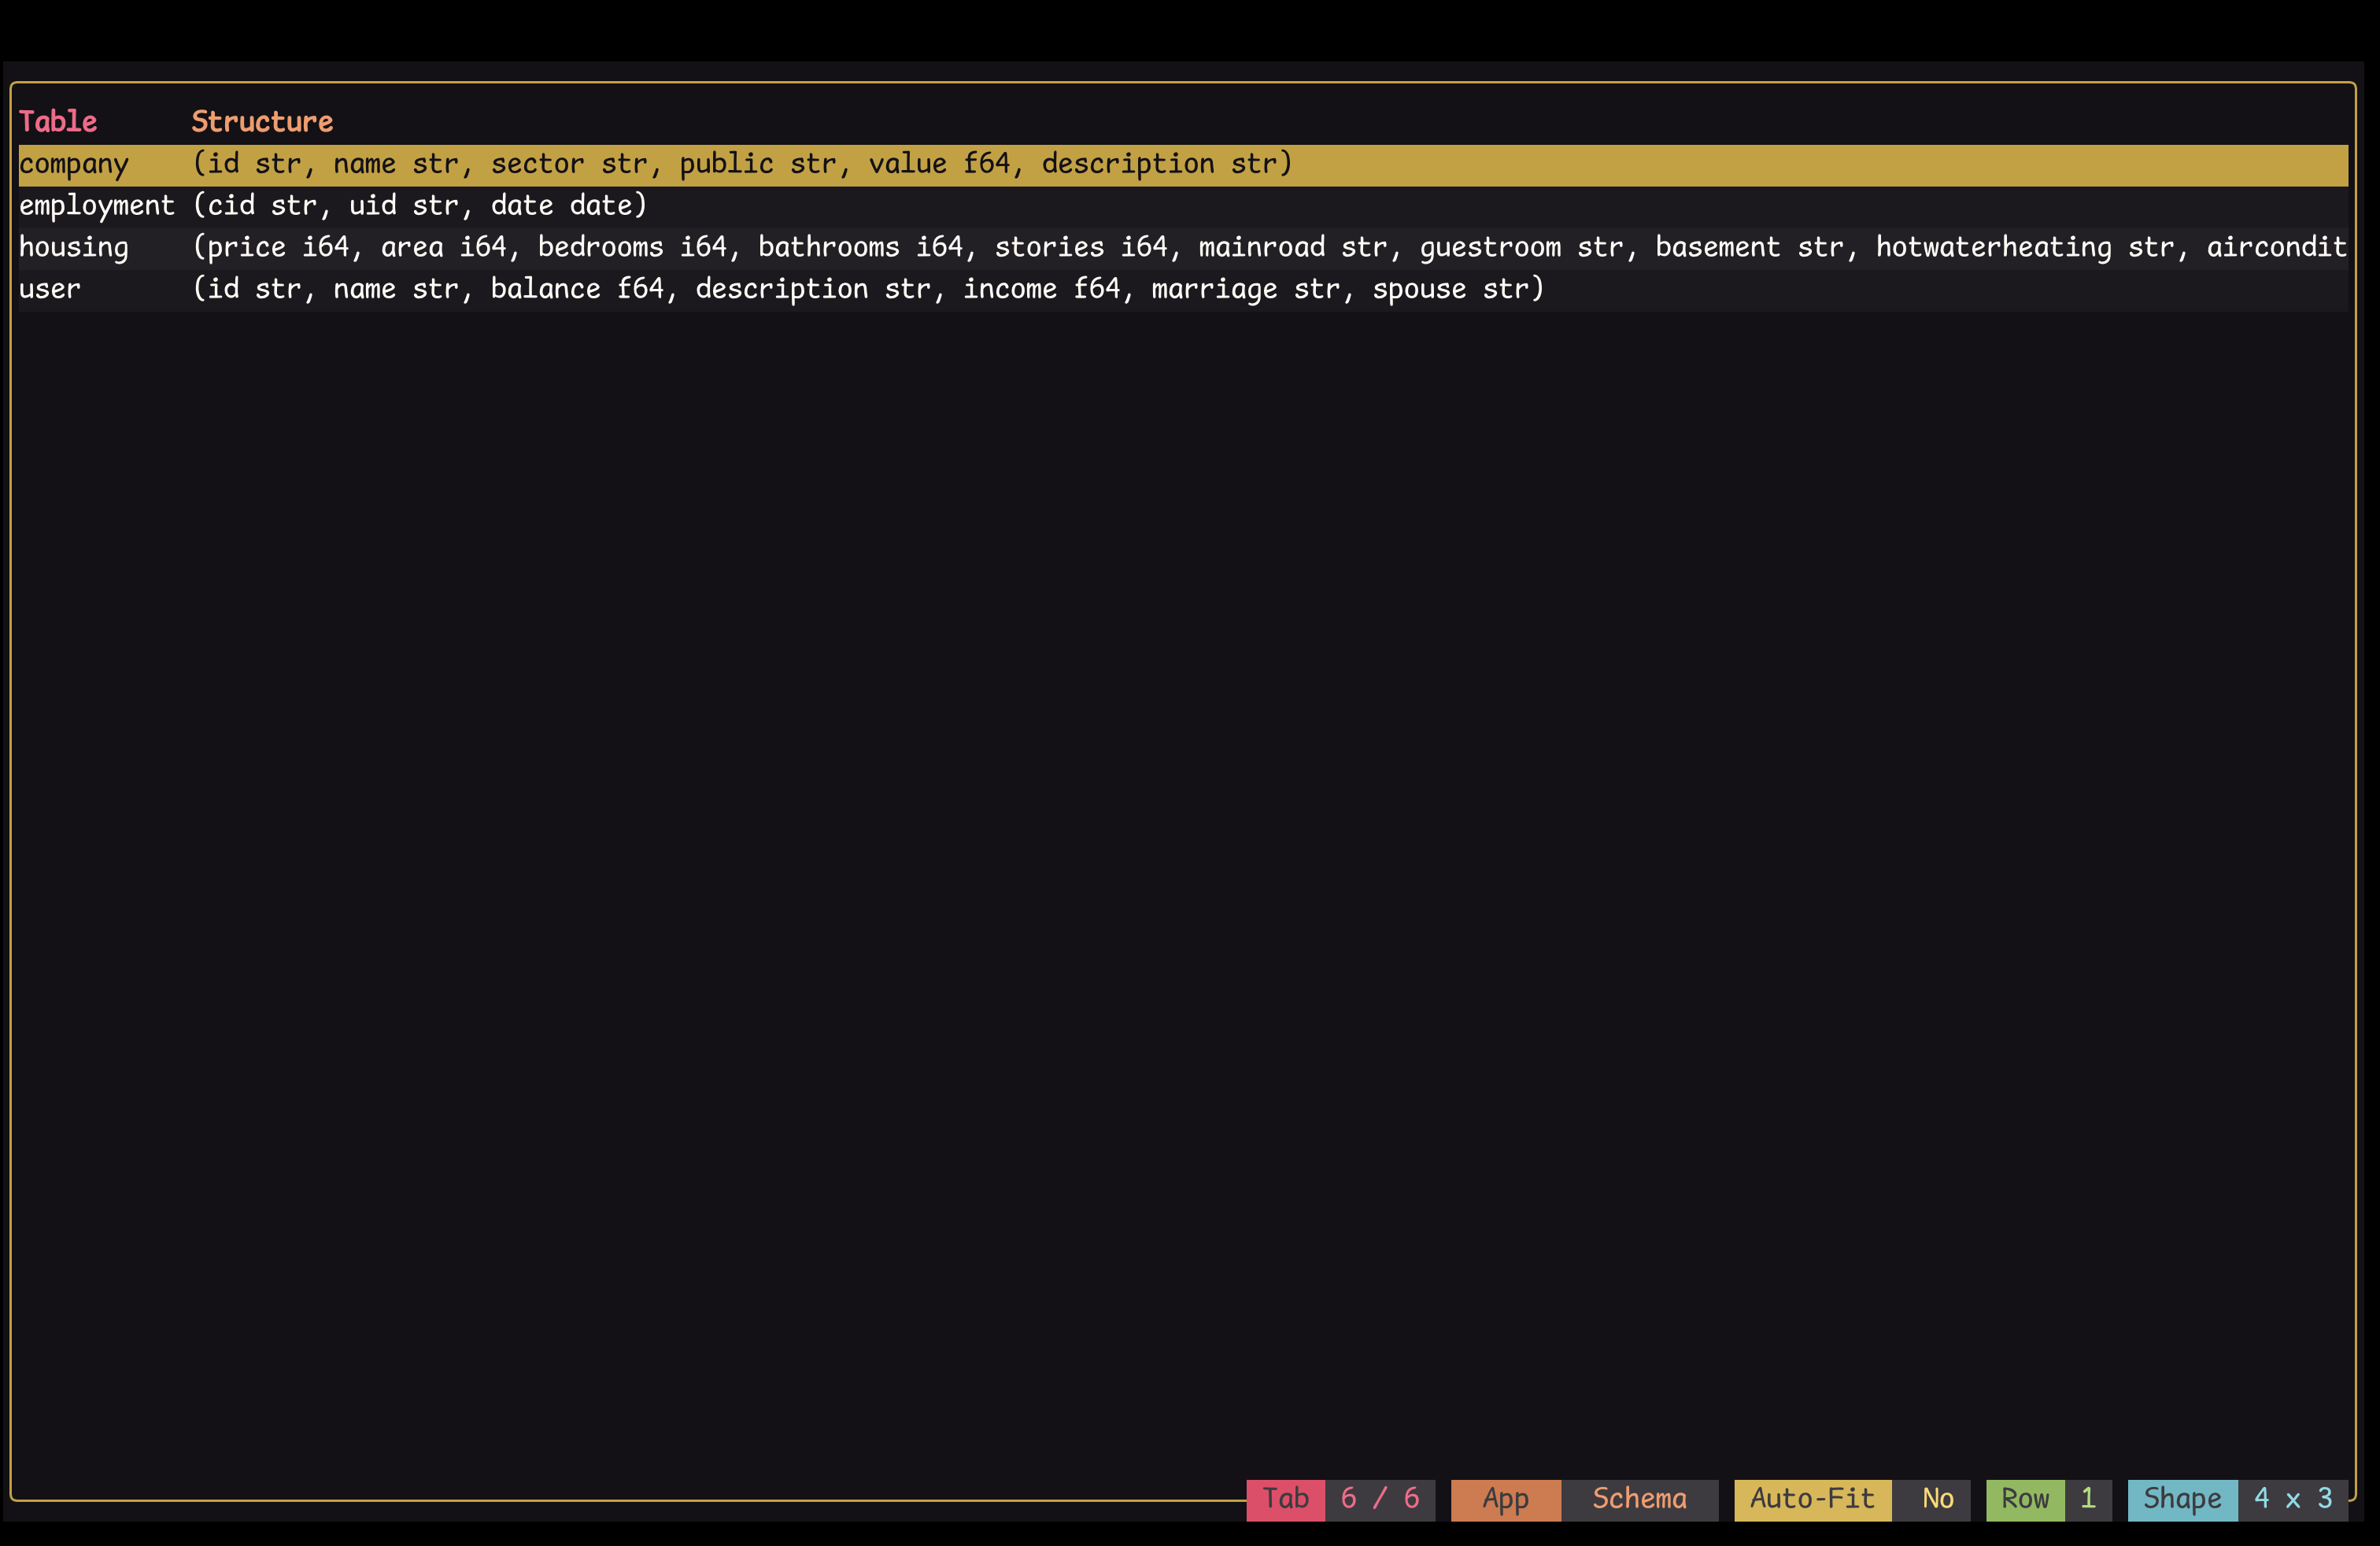 Table Structure
company (id str, name str, sector str, public str, value f64, description str)
employment (cid str, uid str, date date)
housing (price i64, area i64, bedrooms i64, bathrooms i64, stories i64, mainroad str, guestroom str, basement str, hotwaterheating str, aircondit
user (id str, name str, balance f64, description str, income f64, marriage str, spouse str)
Tab 6 / 6 App Schema Auto-Fit No Row 1 Shape 4 x 3